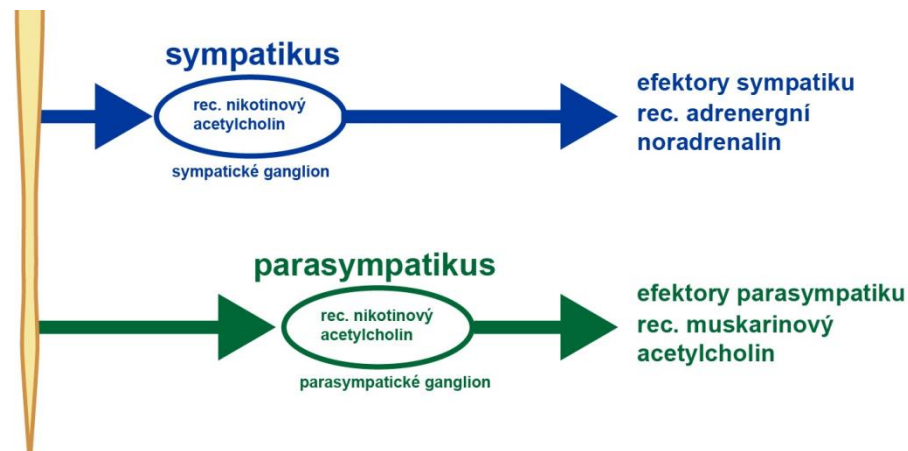 sympatikus
rec. nikotinový
acetylcholin
sympatické ganglion
efektory sympatiku
rec. adrenergní
noradrenalin
parasympatikus
rec. nikotinový
acetylcholin
parasympatické ganglion
efektory parasympatiku
rec. muskarinový
acetylcholin